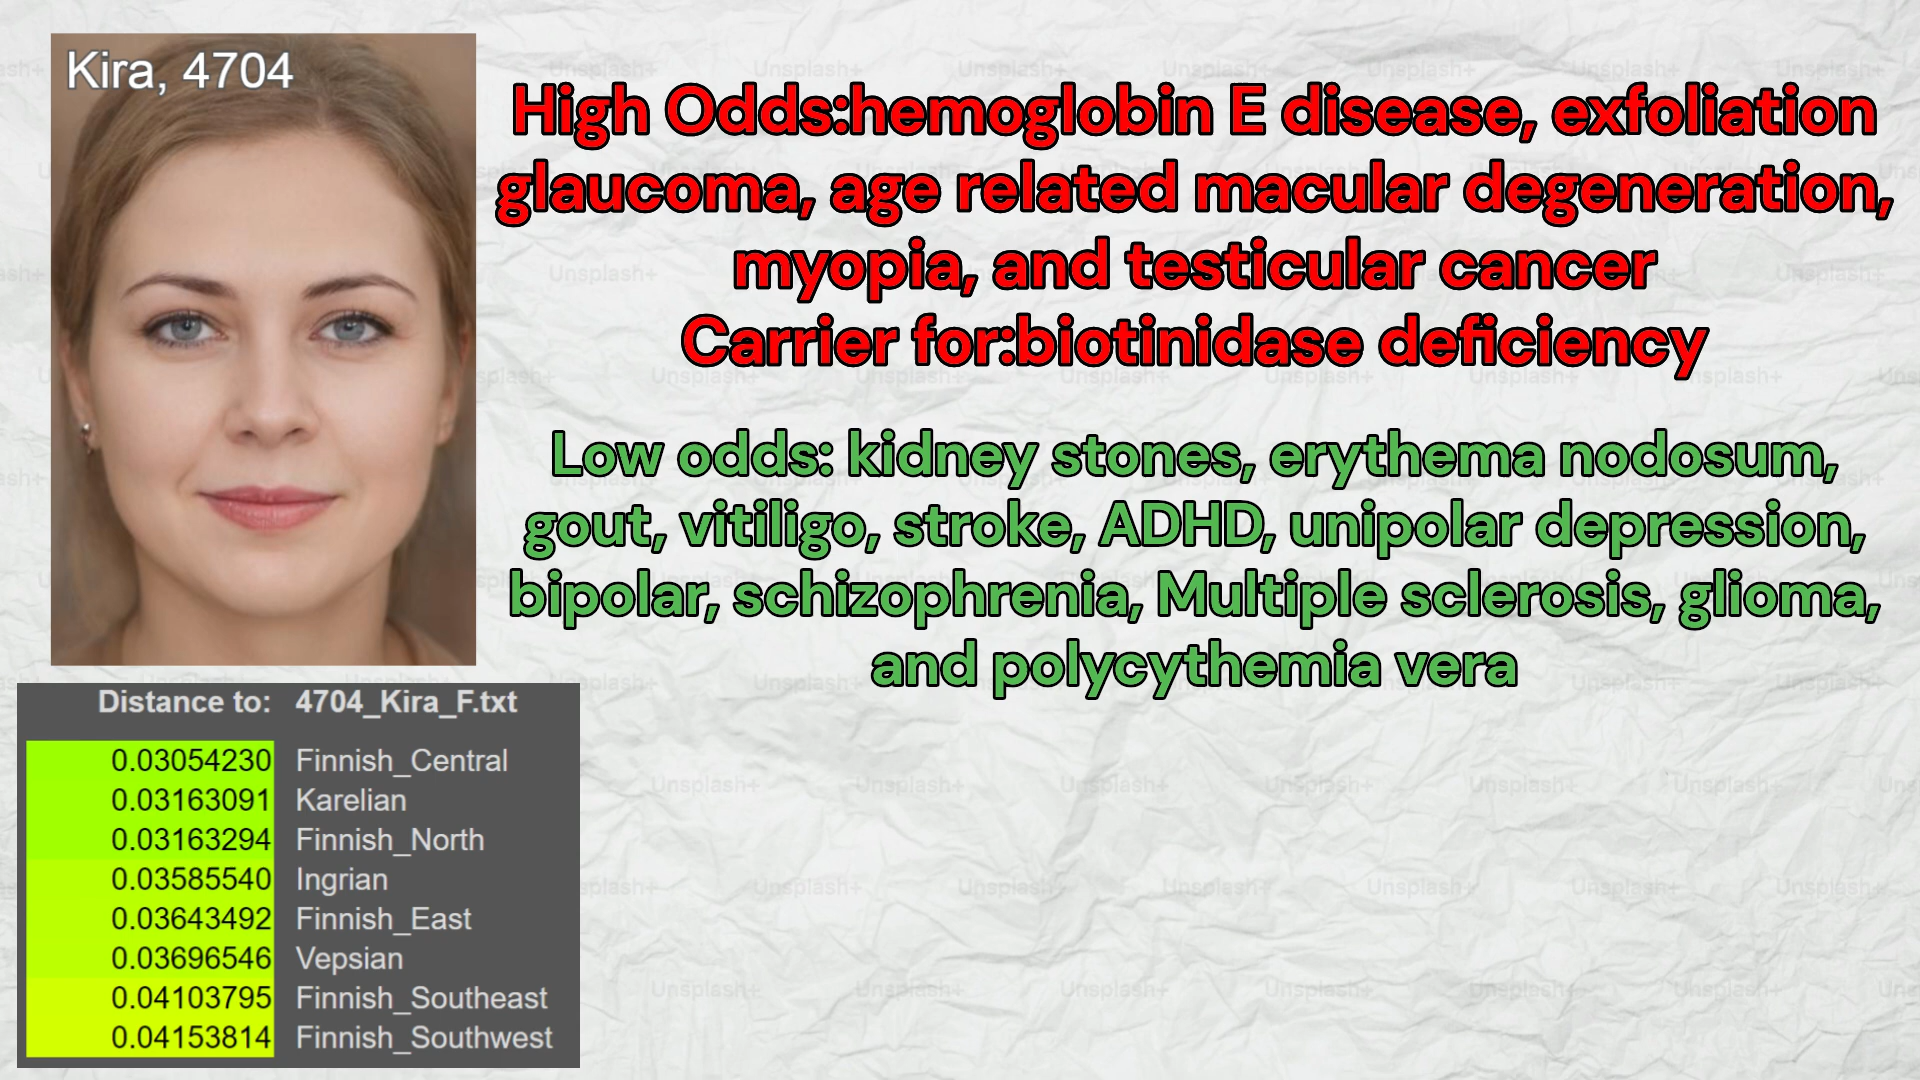 Kira, 4704
High Odds:hemoglobin E disease, exfoliation
glaucoma, age related macular degeneration,
myopia, and testicular cancer
Carrier for:biotinidase deficiency
Low odds: kidney stones, erythema nodosum,
gout, vitiligo, stroke, ADHD, unipolar depression,
bipolar, schizophrenia, Multiple sclerosis, glioma,
and polycythemia vera
Distance to: 4704_Kira_F.txt
0.03054230 Finnish_Central
0.03163091 Karelian
0.03163294 Finnish_North
0.03585540 Ingrian
0.03643492 Finnish_East
0.03696546 Vepsian
0.04103795 Finnish_Southeast
0.04153814 Finnish_Southwest
Unsplash+